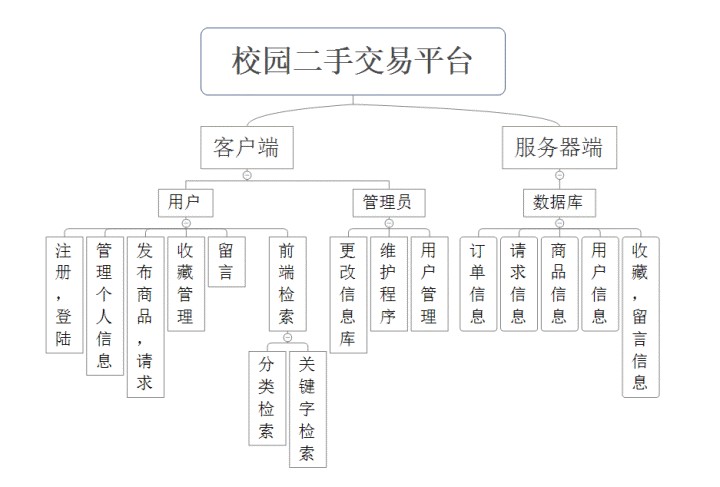 校园二手交易平台
客户端
服务器端
用户
管理员
数据库
注册，登陆
管理个人信息
发布商品，请求
收藏管理
留言
前端检索
更改信息库
维护程序
用户管理
订单信息
请求信息
商品信息
用户信息
收藏，留言信息
分类检索
关键字检索